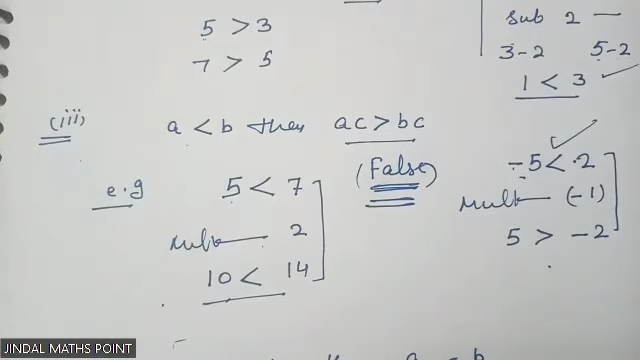 5 > 3
7 > 5
Sub 2 —
3-2 5-2
1 < 3
(iii) a < b then ac > bc
(False)
e.g 5 < 7
Mult— 2
10 < 14
-5 < 2
Mult— (-1)
5 > -2
JINDAL MATHS POINT